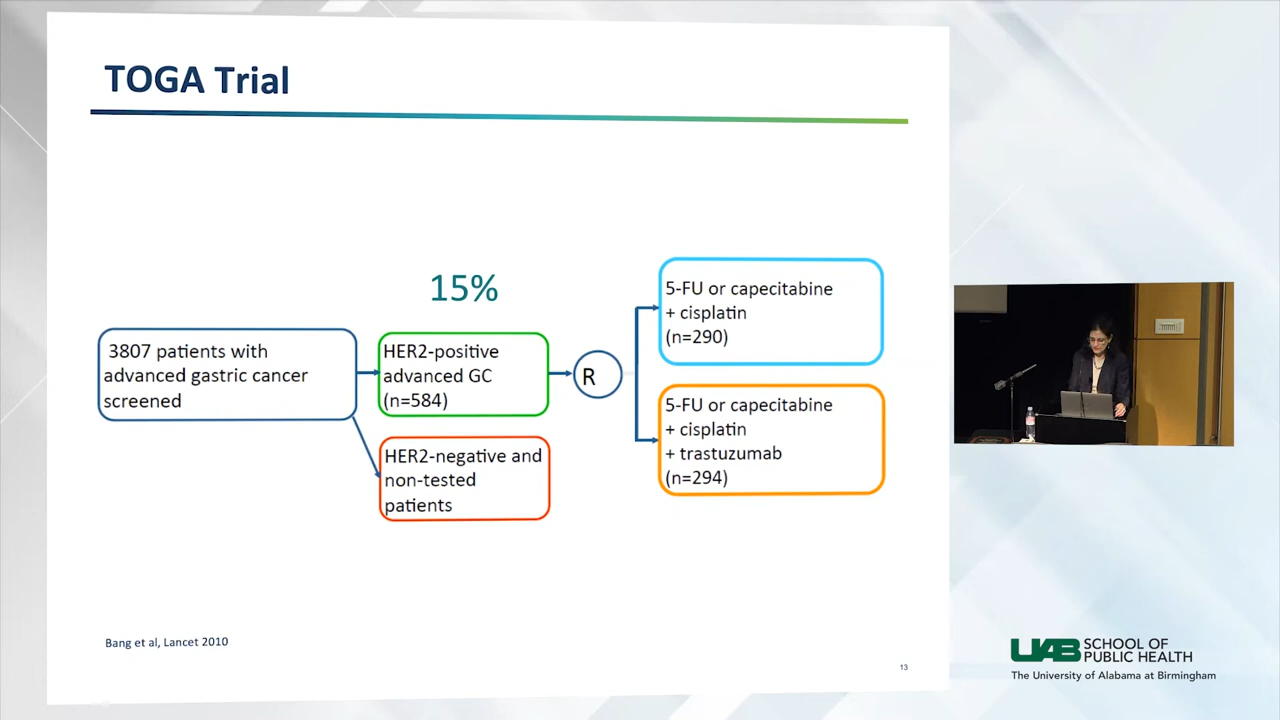 TOGA Trial
15%
3807 patients with
advanced gastric cancer
screened
HER2-positive
advanced GC
(n=584)
HER2-negative and
non-tested
patients
R
5-FU or capecitabine
+ cisplatin
(n=290)
5-FU or capecitabine
+ cisplatin
+ trastuzumab
(n=294)
Bang et al, Lancet 2010
13
UAB SCHOOL OF
PUBLIC HEALTH
The University of Alabama at Birmingham